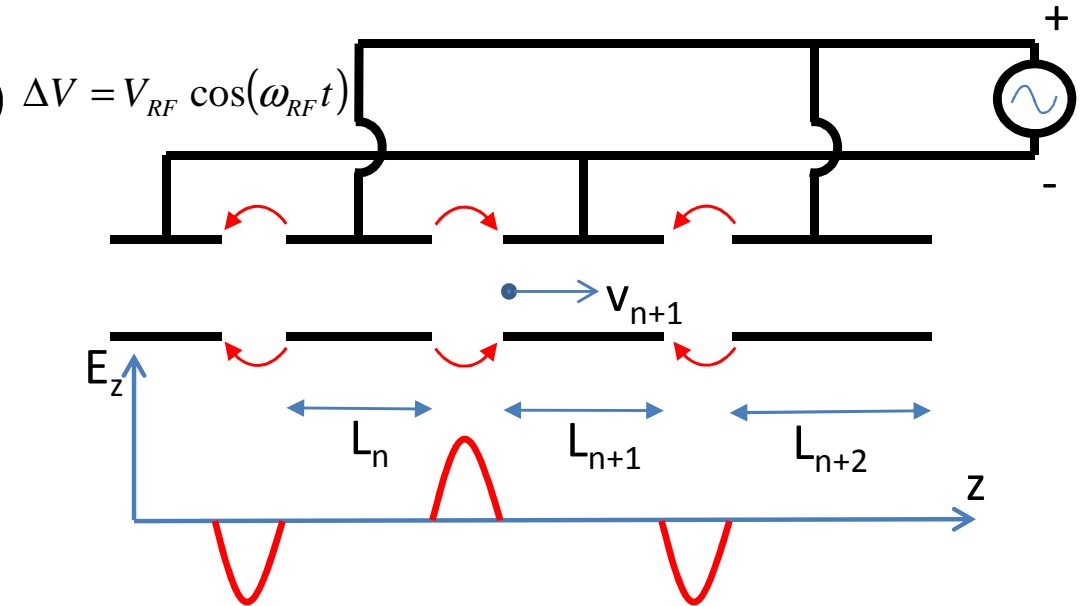 +
) ΔV = V_RF cos(ω_RF t)
-
v_n+1
E_z
L_n
L_n+1
L_n+2
z